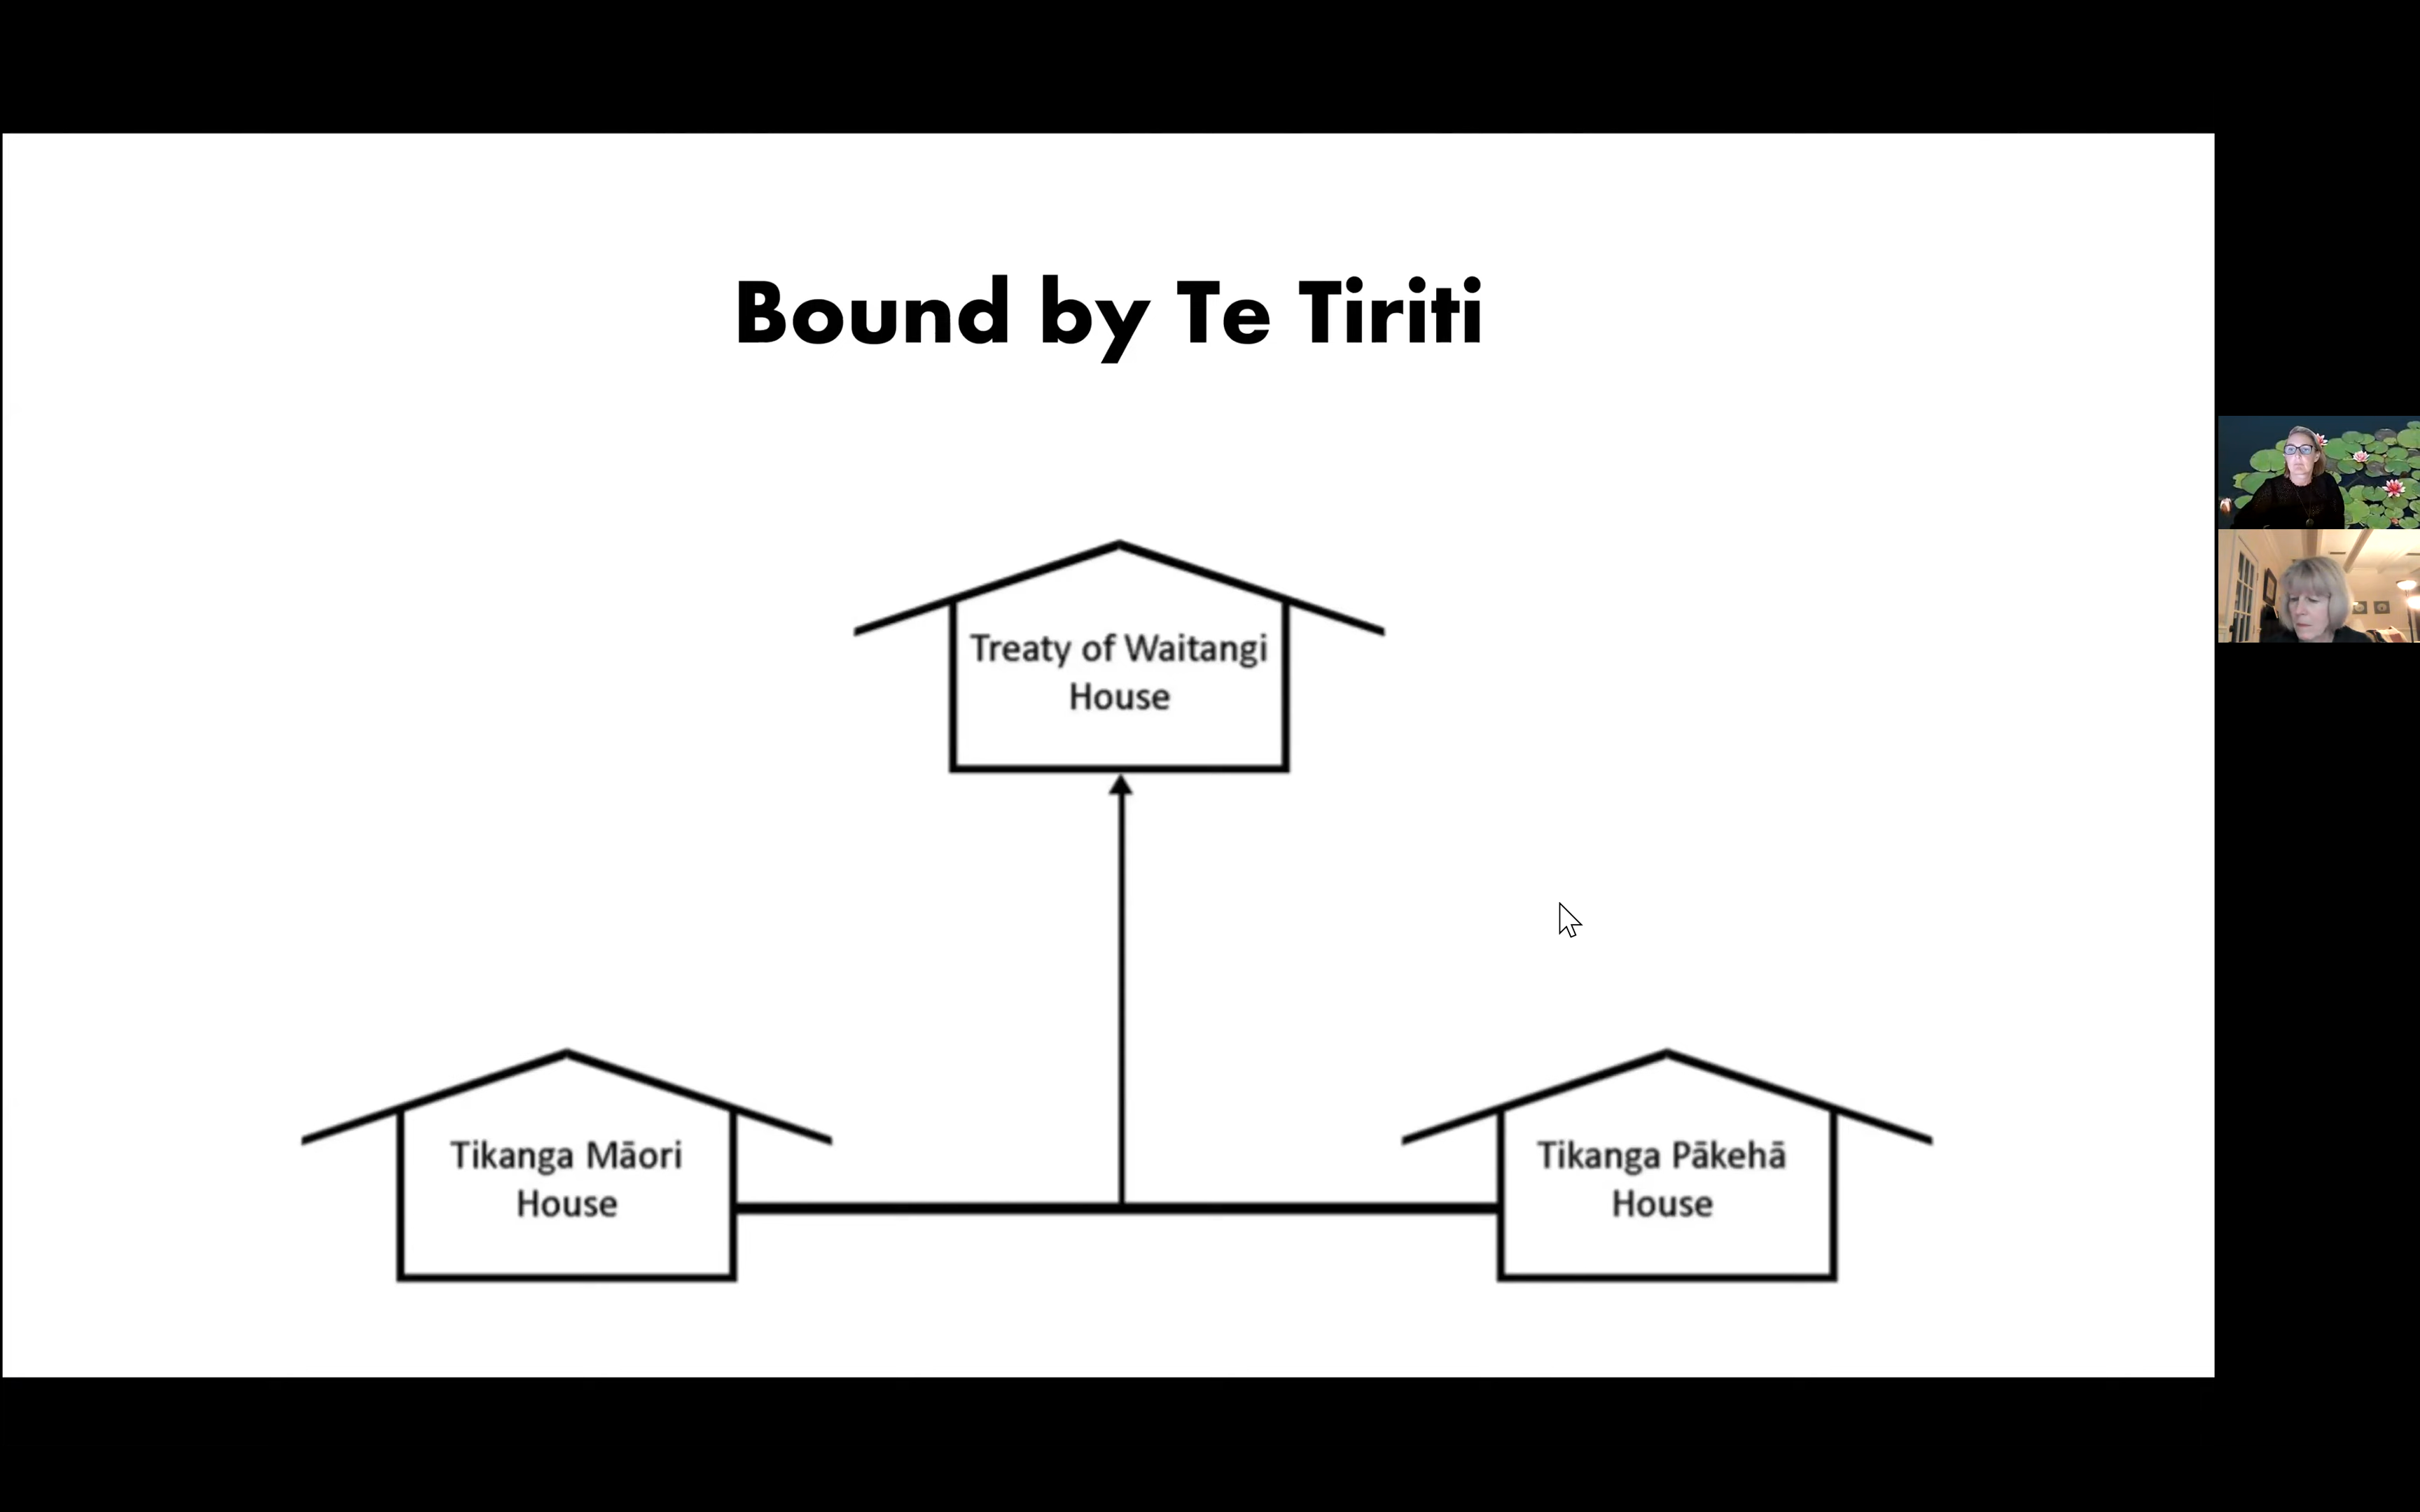 Bound by Te Tiriti
Treaty of Waitangi
House
Tikanga Māori
House
Tikanga Pākehā
House